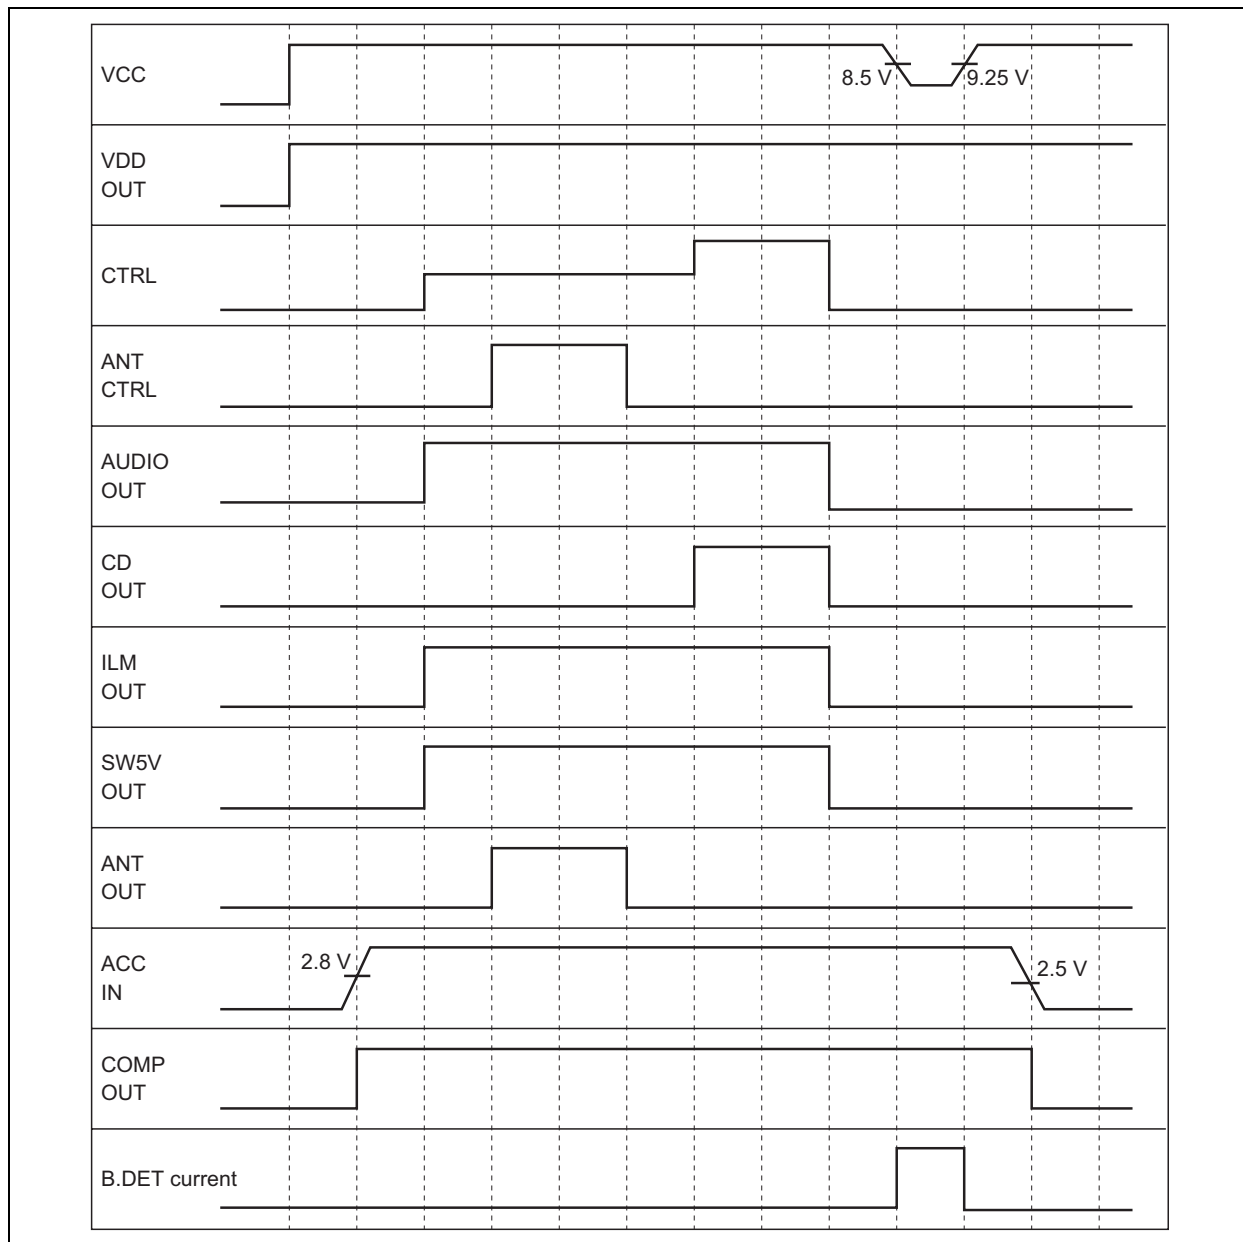 VCC
8.5 V
9.25 V
VDD
OUT
CTRL
ANT
CTRL
AUDIO
OUT
CD
OUT
ILM
OUT
SW5V
OUT
ANT
OUT
ACC
IN
2.8 V
2.5 V
COMP
OUT
B.DET current